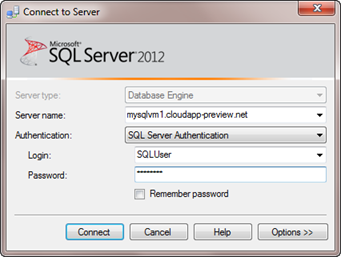 Connect to Server
Microsoft
SQL Server 2012
Server type: Database Engine
Server name: mysqlvm1.cloudapp-preview.net
Authentication: SQL Server Authentication
Login: SQLUser
Password: ********
Remember password
Connect Cancel Help Options >>